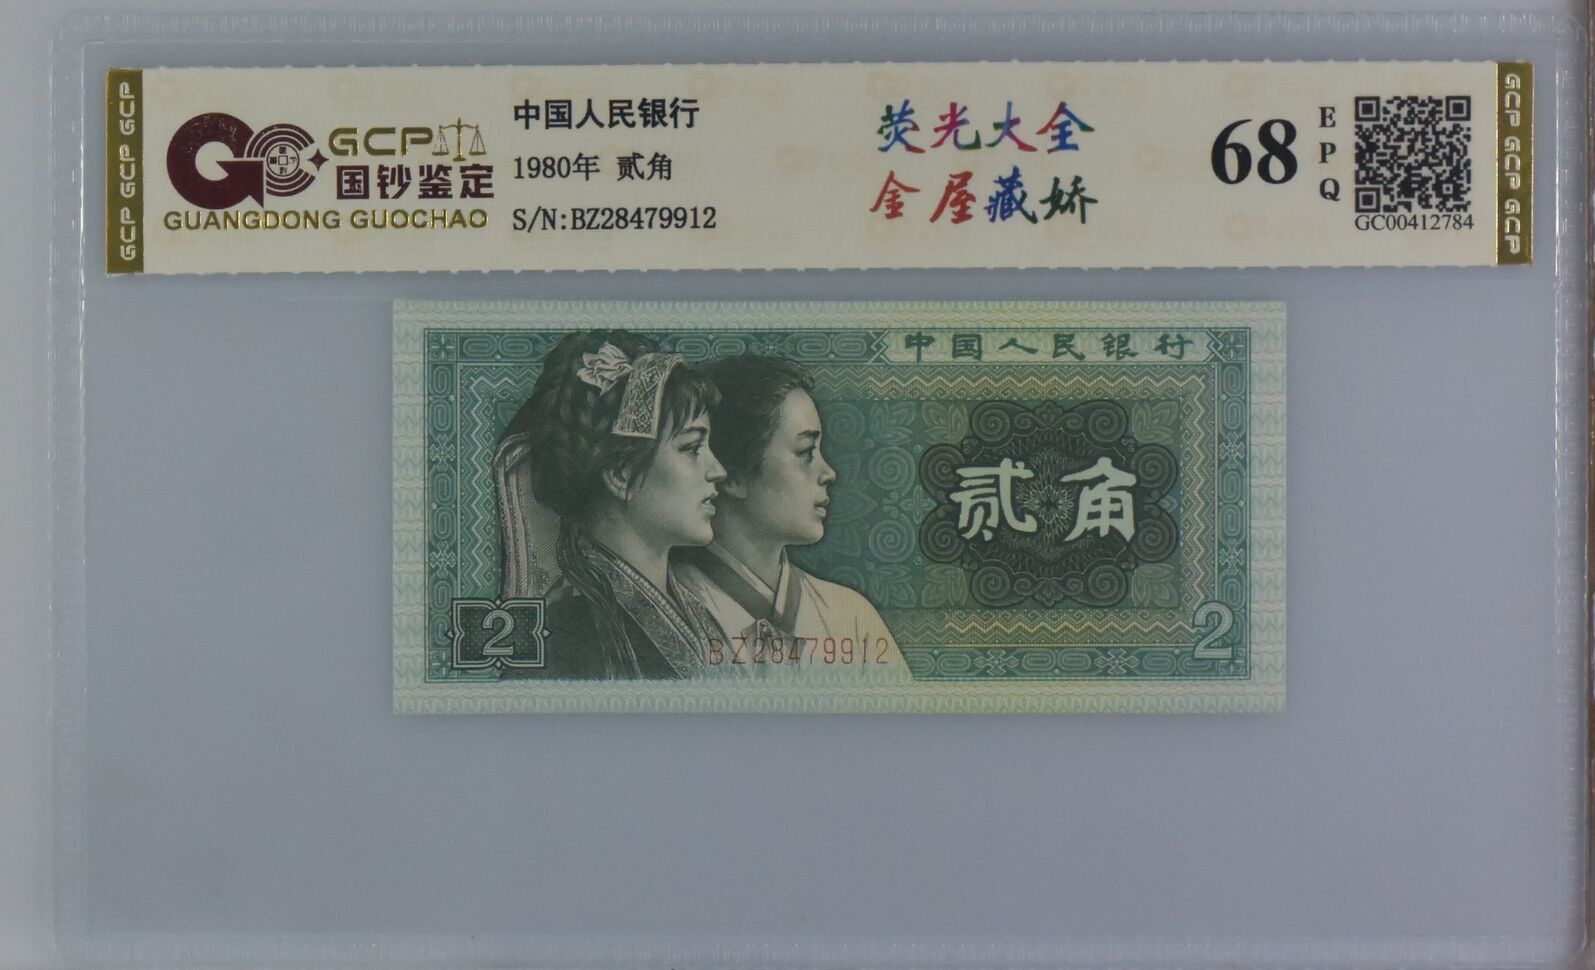 GCP GCP GCP
GCP
国钞鉴定
GUANGDONG GUOCHAO
中国人民银行
1980年 贰角
S/N:BZ28479912
荧光大全
金屋藏娇
68
EPQ
GC00412784
GCP GCP GCP
中国人民银行
贰角
2
BZ28479912
2